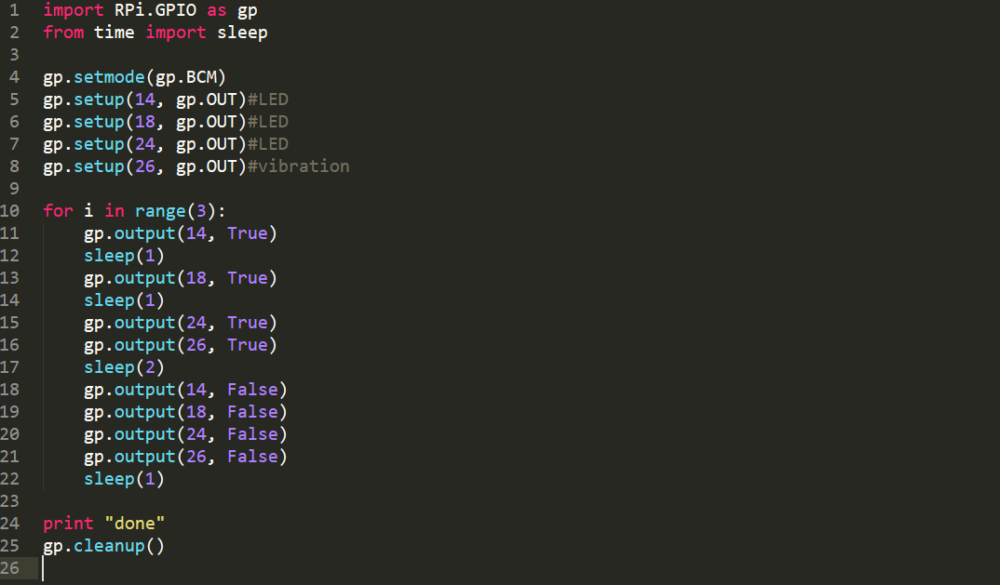 1 import RPi.GPIO as gp
2 from time import sleep
3
4 gp.setmode(gp.BCM)
5 gp.setup(14, gp.OUT)#LED
6 gp.setup(18, gp.OUT)#LED
7 gp.setup(24, gp.OUT)#LED
8 gp.setup(26, gp.OUT)#vibration
9
10 for i in range(3):
11     gp.output(14, True)
12     sleep(1)
13     gp.output(18, True)
14     sleep(1)
15     gp.output(24, True)
16     gp.output(26, True)
17     sleep(2)
18     gp.output(14, False)
19     gp.output(18, False)
20     gp.output(24, False)
21     gp.output(26, False)
22     sleep(1)
23
24 print "done"
25 gp.cleanup()
26